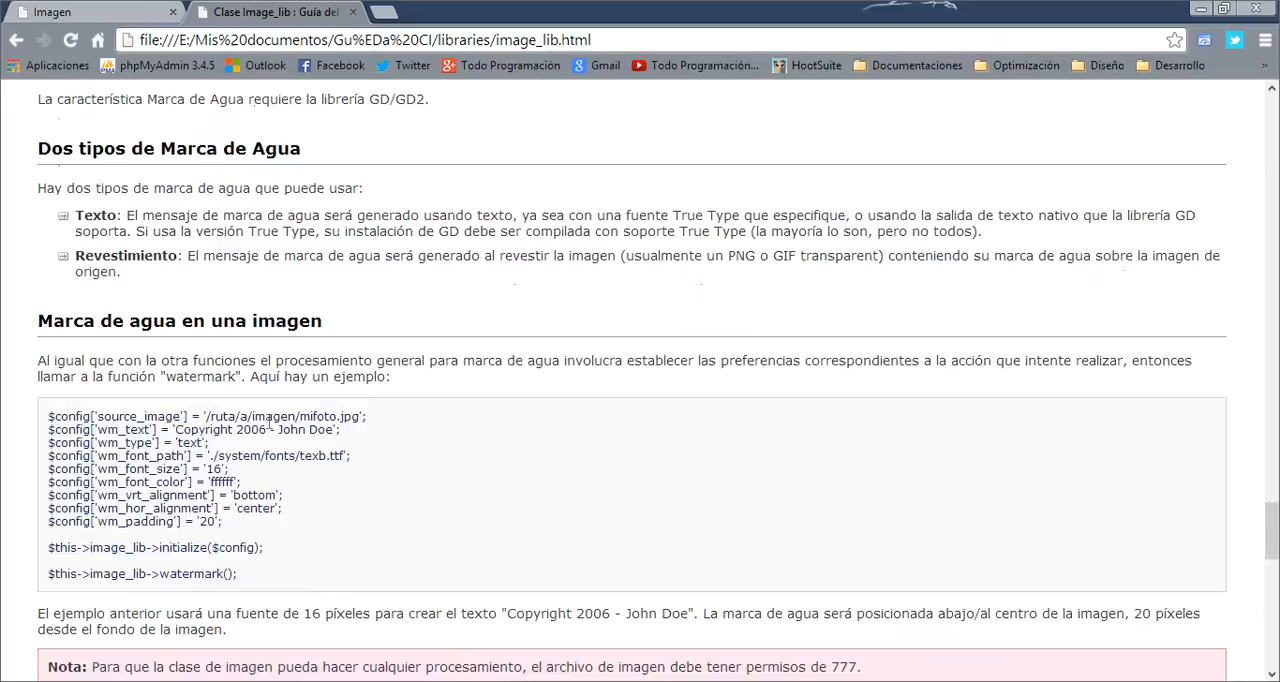 Imagen
Clase Image_lib : Guía del
file:///E:/Mis%20documentos/Gu%EDa%20CI/libraries/image_lib.html
Aplicaciones phpMyAdmin 3.4.5 Outlook Facebook Twitter Todo Programación Gmail Todo Programación... HootSuite Documentaciones Optimización Diseño Desarrollo »
La característica Marca de Agua requiere la librería GD/GD2.
Dos tipos de Marca de Agua
Hay dos tipos de marca de agua que puede usar:
Texto: El mensaje de marca de agua será generado usando texto, ya sea con una fuente True Type que especifique, o usando la salida de texto nativo que la librería GD
soporta. Si usa la versión True Type, su instalación de GD debe ser compilada con soporte True Type (la mayoría lo son, pero no todos).
Revestimiento: El mensaje de marca de agua será generado al revestir la imagen (usualmente un PNG o GIF transparent) conteniendo su marca de agua sobre la imagen de
origen.
Marca de agua en una imagen
Al igual que con la otra funciones el procesamiento general para marca de agua involucra establecer las preferencias correspondientes a la acción que intente realizar, entonces
llamar a la función "watermark". Aquí hay un ejemplo:
$config['source_image'] = '/ruta/a/imagen/mifoto.jpg';
$config['wm_text'] = 'Copyright 2006 - John Doe';
$config['wm_type'] = 'text';
$config['wm_font_path'] = './system/fonts/texb.ttf';
$config['wm_font_size'] = '16';
$config['wm_font_color'] = 'ffffff';
$config['wm_vrt_alignment'] = 'bottom';
$config['wm_hor_alignment'] = 'center';
$config['wm_padding'] = '20';
$this->image_lib->initialize($config);
$this->image_lib->watermark();
El ejemplo anterior usará una fuente de 16 píxeles para crear el texto "Copyright 2006 - John Doe". La marca de agua será posicionada abajo/al centro de la imagen, 20 píxeles
desde el fondo de la imagen.
Nota: Para que la clase de imagen pueda hacer cualquier procesamiento, el archivo de imagen debe tener permisos de 777.